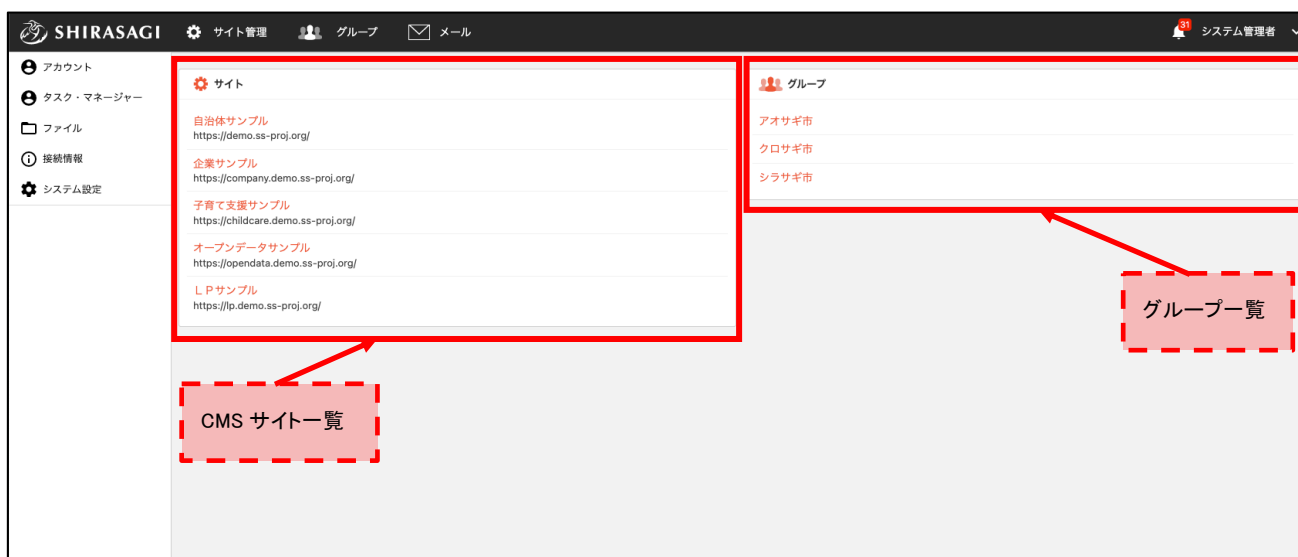 SHIRASAGI サイト管理 グループ メール 31 システム管理者
アカウント
タスク・マネージャー
ファイル
接続情報
システム設定
サイト
自治体サンプル
https://demo.ss-proj.org/
企業サンプル
https://company.demo.ss-proj.org/
子育て支援サンプル
https://childcare.demo.ss-proj.org/
オープンデータサンプル
https://opendata.demo.ss-proj.org/
ＬＰサンプル
https://lp.demo.ss-proj.org/
グループ
アオサギ市
クロサギ市
シラサギ市
グループ一覧
CMS サイト一覧